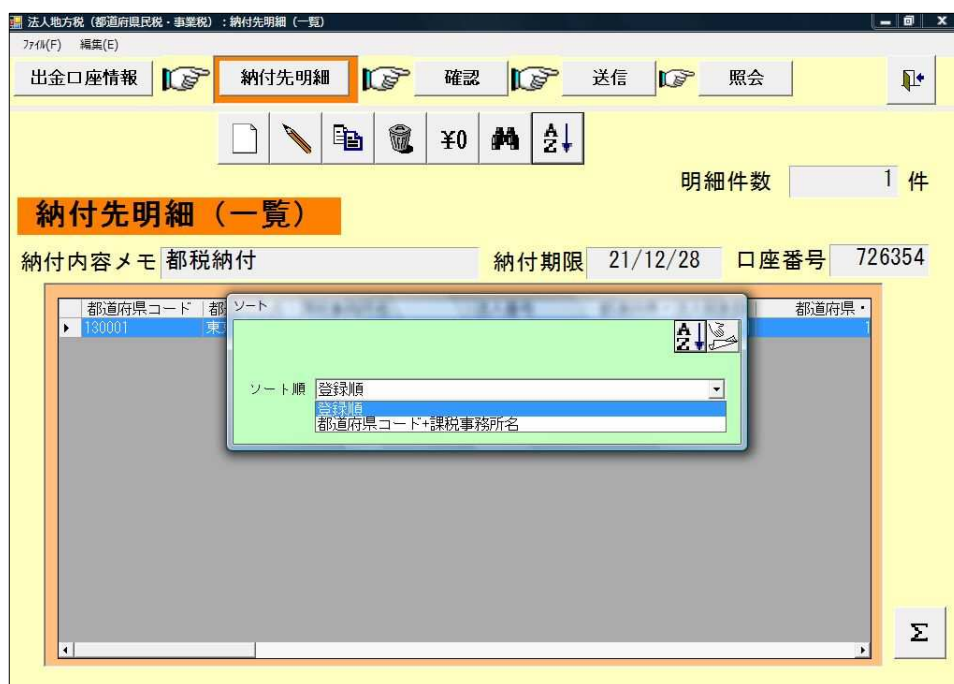 法人地方税（都道府県民税・事業税）：納付先明細（一覧）
ﾌｧｲﾙ(F) 編集(E)
出金口座情報 納付先明細 確認 送信 照会
¥0 A Z
明細件数 1 件
納付先明細（一覧）
納付内容メモ 都税納付 納付期限 21/12/28 口座番号 726354
都道府県コード 都 都道府県・
130001 東 1
ソート
A Z
ソート順 登録順
登録順
都道府県コード+課税事務所名
Σ